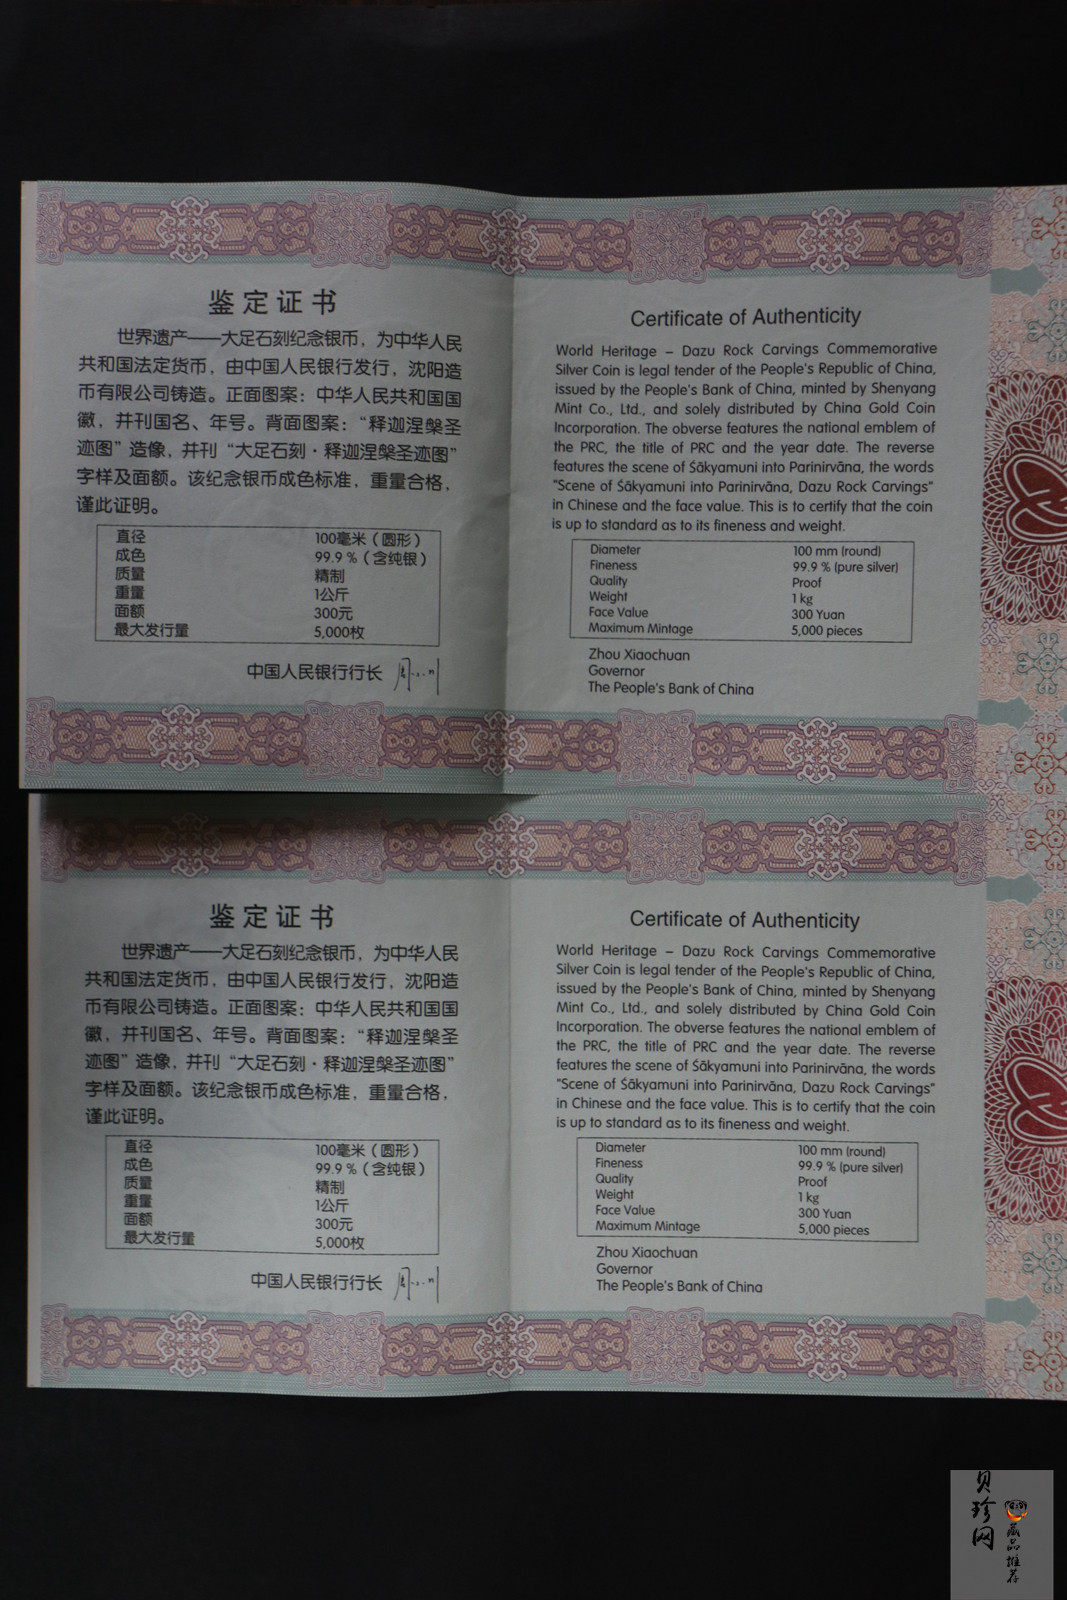 鉴定证书
世界遗产——大足石刻纪念银币，为中华人民
共和国法定货币，由中国人民银行发行，沈阳造
币有限公司铸造。正面图案：中华人民共和国国
徽，并刊国名、年号。背面图案：“释迦涅槃圣
迹图”造像，并刊“大足石刻·释迦涅槃圣迹图”
字样及面额。该纪念银币成色标准，重量合格，
谨此证明。
直径 100毫米（圆形）
成色 99.9 %（含纯银）
质量 精制
重量 1公斤
面额 300元
最大发行量 5,000枚
中国人民银行行长
Certificate of Authenticity
World Heritage – Dazu Rock Carvings Commemorative
Silver Coin is legal tender of the People's Republic of China,
issued by the People's Bank of China, minted by Shenyang
Mint Co., Ltd., and solely distributed by China Gold Coin
Incorporation. The obverse features the national emblem of
the PRC, the title of PRC and the year date. The reverse
features the scene of Śākyamuni into Parinirvāna, the words
"Scene of Śākyamuni into Parinirvāna, Dazu Rock Carvings"
in Chinese and the face value. This is to certify that the coin
is up to standard as to its fineness and weight.
Diameter 100 mm (round)
Fineness 99.9 % (pure silver)
Quality Proof
Weight 1 kg
Face Value 300 Yuan
Maximum Mintage 5,000 pieces
Zhou Xiaochuan
Governor
The People's Bank of China
鉴定证书
世界遗产——大足石刻纪念银币，为中华人民
共和国法定货币，由中国人民银行发行，沈阳造
币有限公司铸造。正面图案：中华人民共和国国
徽，并刊国名、年号。背面图案：“释迦涅槃圣
迹图”造像，并刊“大足石刻·释迦涅槃圣迹图”
字样及面额。该纪念银币成色标准，重量合格，
谨此证明。
直径 100毫米（圆形）
成色 99.9 %（含纯银）
质量 精制
重量 1公斤
面额 300元
最大发行量 5,000枚
中国人民银行行长
Certificate of Authenticity
World Heritage – Dazu Rock Carvings Commemorative
Silver Coin is legal tender of the People's Republic of China,
issued by the People's Bank of China, minted by Shenyang
Mint Co., Ltd., and solely distributed by China Gold Coin
Incorporation. The obverse features the national emblem of
the PRC, the title of PRC and the year date. The reverse
features the scene of Śākyamuni into Parinirvāna, the words
"Scene of Śākyamuni into Parinirvāna, Dazu Rock Carvings"
in Chinese and the face value. This is to certify that the coin
is up to standard as to its fineness and weight.
Diameter 100 mm (round)
Fineness 99.9 % (pure silver)
Quality Proof
Weight 1 kg
Face Value 300 Yuan
Maximum Mintage 5,000 pieces
Zhou Xiaochuan
Governor
The People's Bank of China
贝珍网
藏品推荐